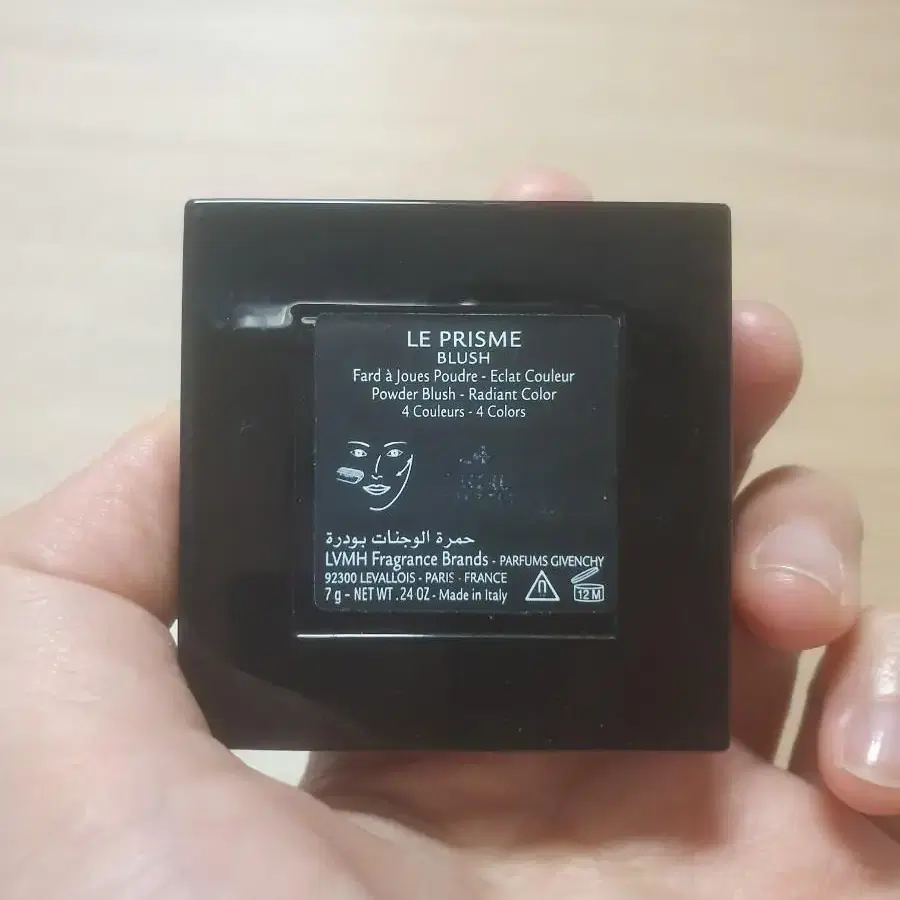 LE PRISME
BLUSH
Fard à Joues Poudre - Eclat Couleur
Powder Blush - Radiant Color
4 Couleurs - 4 Colors
حمرة الوجنات بودرة
LVMH Fragrance Brands - PARFUMS GIVENCHY
92300 LEVALLOIS - PARIS - FRANCE
7 g - NET WT .24 OZ - Made in Italy
12 M